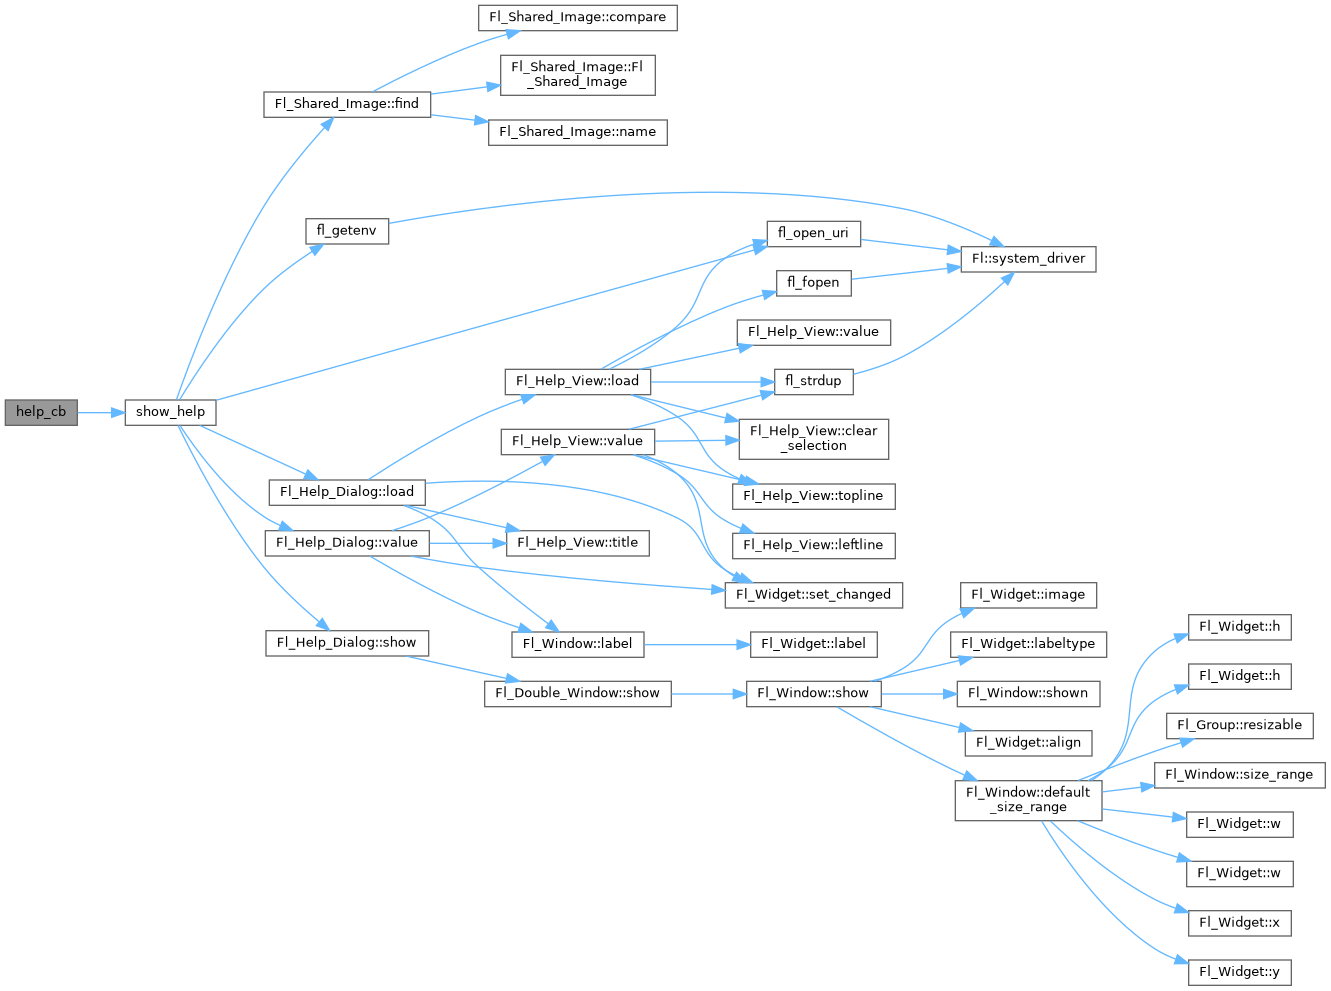 Fl_Shared_Image::compare
Fl_Shared_Image::Fl
_Shared_Image
Fl_Shared_Image::find
Fl_Shared_Image::name
fl_getenv
fl_open_uri
Fl::system_driver
fl_fopen
Fl_Help_View::value
Fl_Help_View::load
fl_strdup
help_cb
show_help
Fl_Help_View::clear
_selection
Fl_Help_View::value
Fl_Help_Dialog::load
Fl_Help_View::topline
Fl_Help_Dialog::value
Fl_Help_View::title
Fl_Help_View::leftline
Fl_Widget::set_changed
Fl_Widget::image
Fl_Help_Dialog::show
Fl_Window::label
Fl_Widget::label
Fl_Widget::labeltype
Fl_Widget::h
Fl_Double_Window::show
Fl_Window::show
Fl_Window::shown
Fl_Widget::h
Fl_Group::resizable
Fl_Widget::align
Fl_Window::size_range
Fl_Window::default
_size_range
Fl_Widget::w
Fl_Widget::w
Fl_Widget::x
Fl_Widget::y